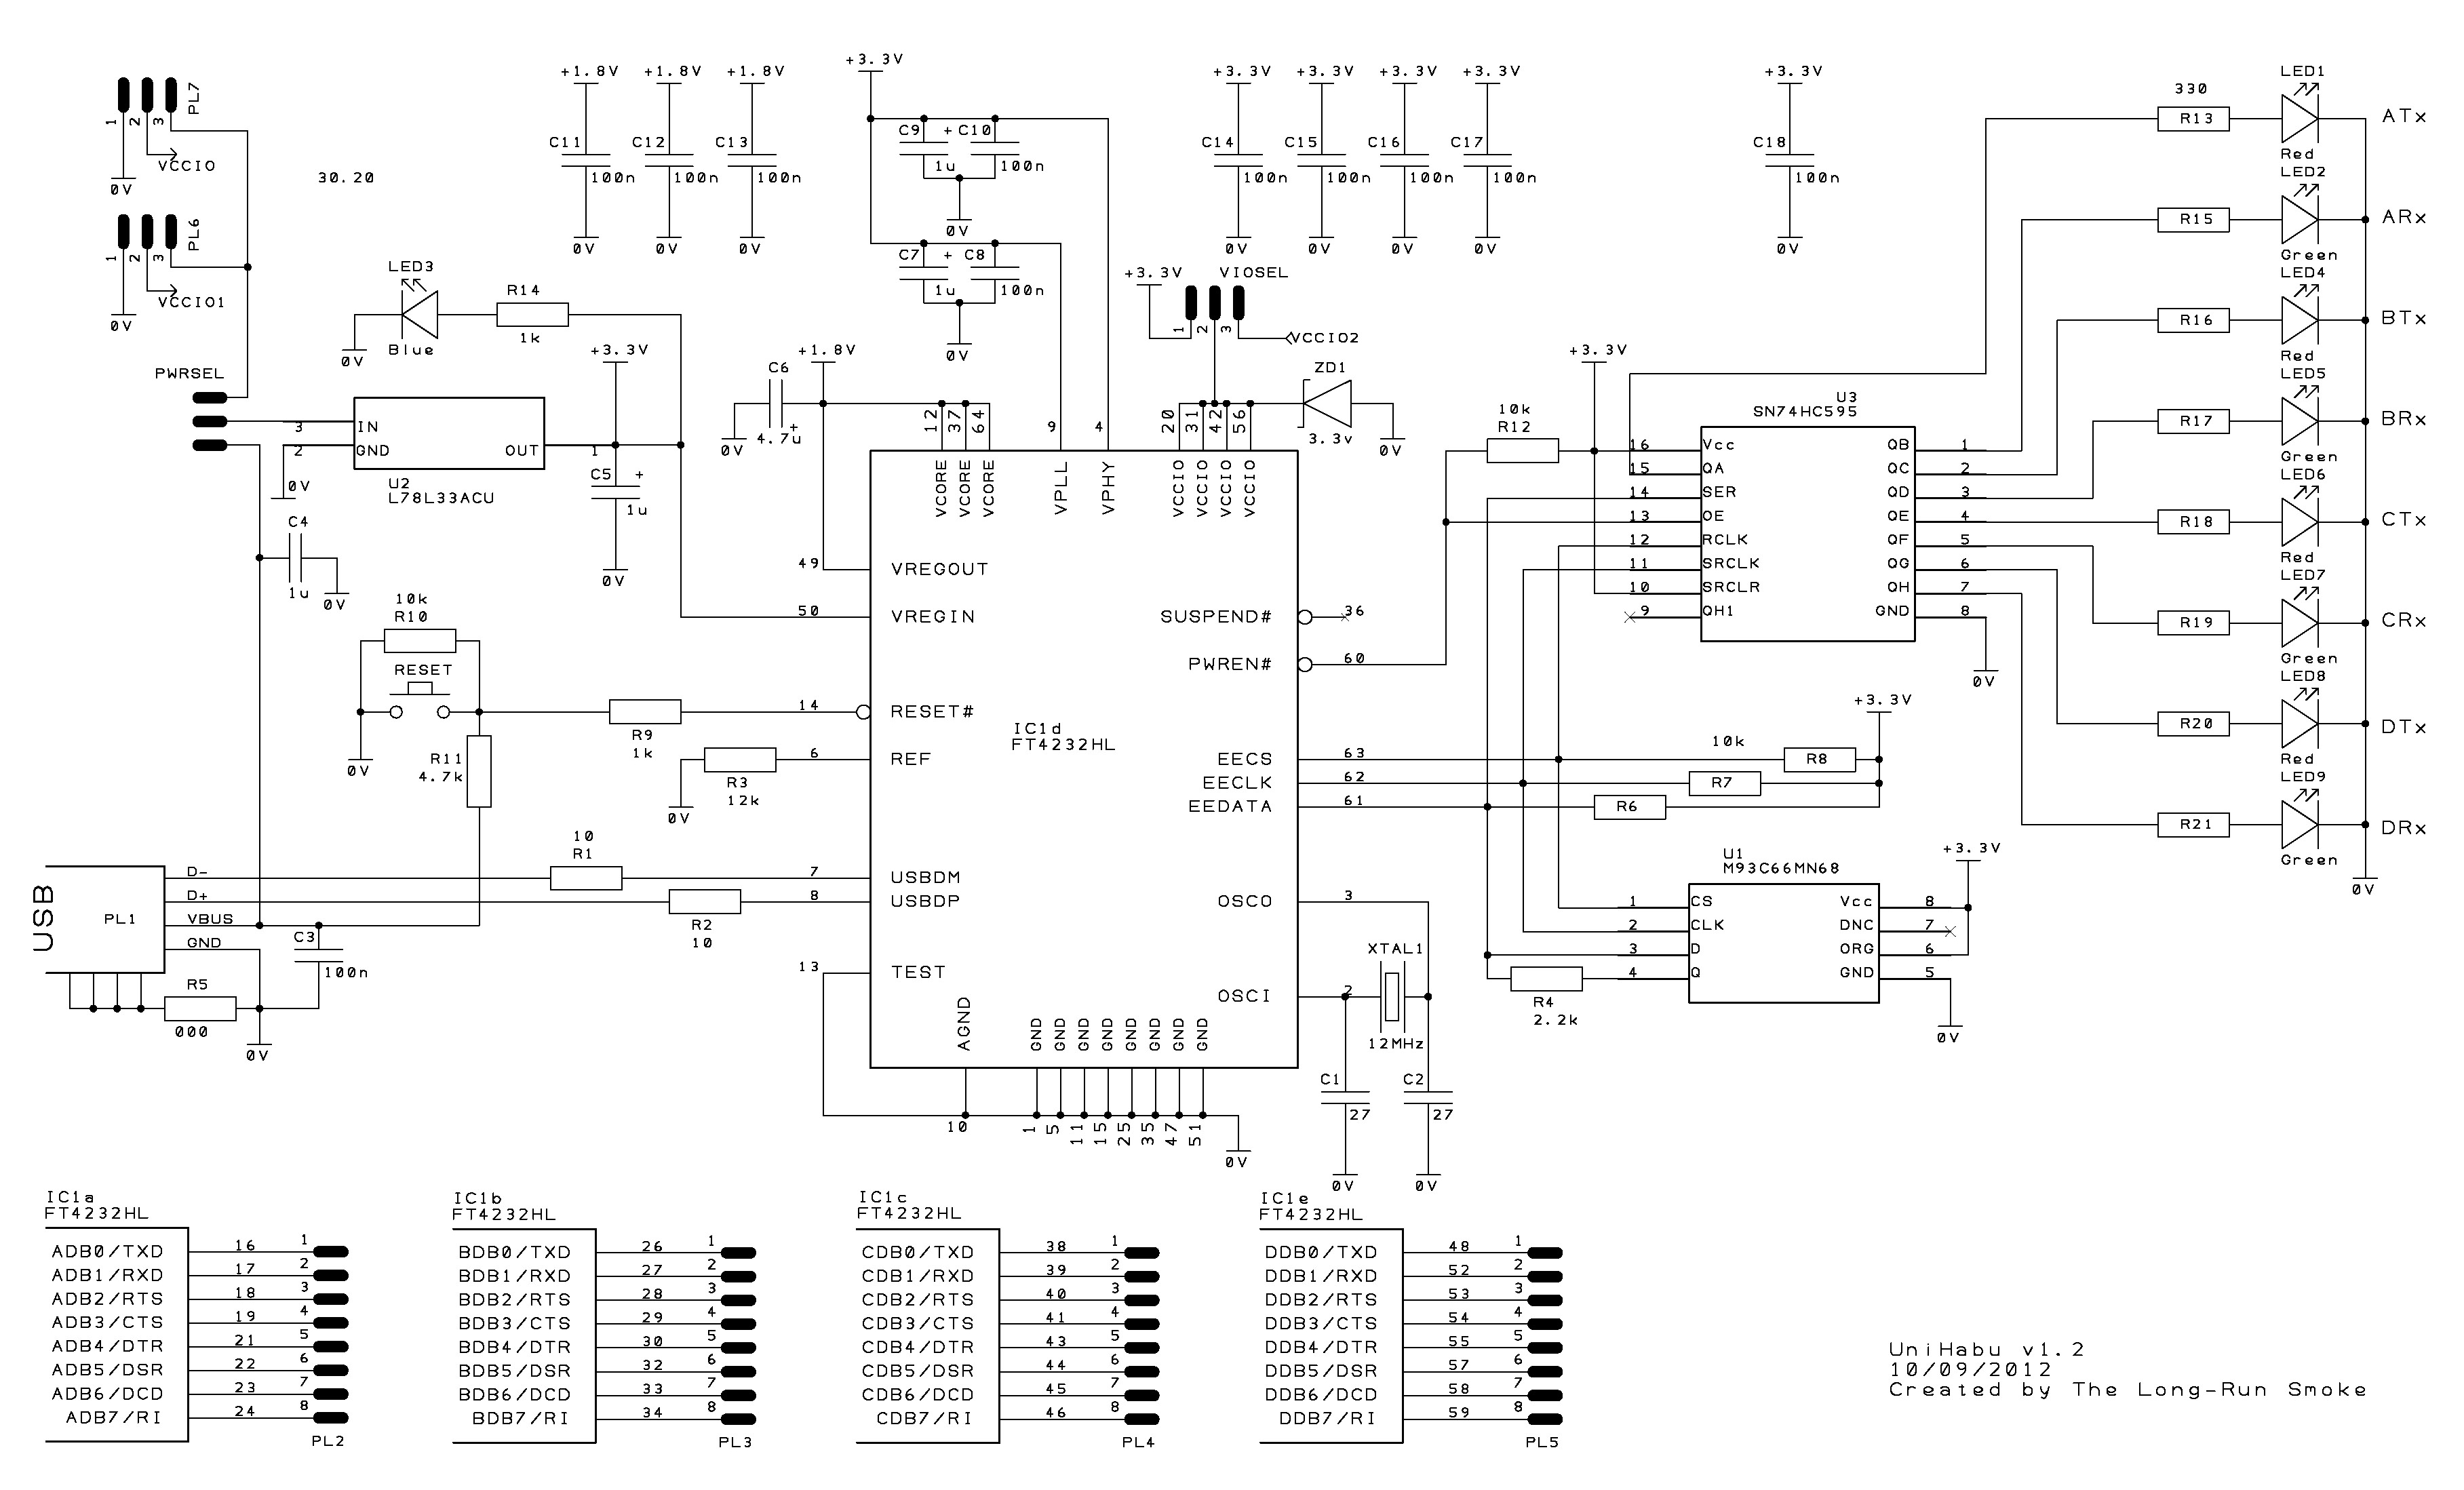 PL7
1
2
3
VCCIO
0V
PL6
1
2
3
VCCIO1
0V
30.20
PWRSEL
LED3
Blue
0V
R14
1k
3
IN
2
GND
OUT
1
U2
L78L33ACU
0V
+3.3V
C5
+
1u
0V
C4
1u
0V
+1.8V
C11
100n
0V
+1.8V
C12
100n
0V
+1.8V
C13
100n
0V
+3.3V
C9
+
1u
C10
100n
0V
C7
+
1u
C8
100n
0V
+3.3V
C14
100n
0V
+3.3V
C15
100n
0V
+3.3V
C16
100n
0V
+3.3V
C17
100n
0V
+3.3V
C18
100n
0V
+3.3V
VIOSEL
1
2
3
VCCIO2
ZD1
3.3v
0V
+1.8V
C6
+
4.7u
0V
12
37
64
9
4
20
31
42
56
VCORE
VCORE
VCORE
VPLL
VPHY
VCCIO
VCCIO
VCCIO
VCCIO
49
VREGOUT
50
VREGIN
14
RESET#
6
REF
7
USBDM
8
USBDP
13
TEST
IC1d
FT4232HL
SUSPEND#
36
PWREN#
60
EECS
63
EECLK
62
EEDATA
61
OSCO
3
OSCI
2
AGND
GND
GND
GND
GND
GND
GND
GND
GND
10
1
5
11
15
25
35
47
51
0V
10k
R10
RESET
0V
R11
4.7k
R9
1k
R3
12k
0V
10
R1
R2
10
USB
PL1
D-
D+
VBUS
GND
C3
100n
R5
000
0V
XTAL1
12MHz
C1
27
0V
C2
27
0V
10k
R12
+3.3V
U3
SN74HC595
16
Vcc
15
QA
14
SER
13
OE
12
RCLK
11
SRCLK
10
SRCLR
9
QH1
QB
1
QC
2
QD
3
QE
4
QF
5
QG
6
QH
7
GND
8
0V
+3.3V
10k
R8
R7
R6
U1
M93C66MN68
1
CS
2
CLK
3
D
4
Q
Vcc
8
DNC
7
ORG
6
GND
5
+3.3V
0V
R4
2.2k
330
R13
LED1
Red
ATx
R15
LED2
Green
ARx
R16
LED4
Red
BTx
R17
LED5
Green
BRx
R18
LED6
Red
CTx
R19
LED7
Green
CRx
R20
LED8
Red
DTx
R21
LED9
Green
DRx
0V
IC1a
FT4232HL
ADB0/TXD 16 1
ADB1/RXD 17 2
ADB2/RTS 18 3
ADB3/CTS 19 4
ADB4/DTR 21 5
ADB5/DSR 22 6
ADB6/DCD 23 7
ADB7/RI 24 8
PL2
IC1b
FT4232HL
BDB0/TXD 26 1
BDB1/RXD 27 2
BDB2/RTS 28 3
BDB3/CTS 29 4
BDB4/DTR 30 5
BDB5/DSR 32 6
BDB6/DCD 33 7
BDB7/RI 34 8
PL3
IC1c
FT4232HL
CDB0/TXD 38 1
CDB1/RXD 39 2
CDB2/RTS 40 3
CDB3/CTS 41 4
CDB4/DTR 43 5
CDB5/DSR 44 6
CDB6/DCD 45 7
CDB7/RI 46 8
PL4
IC1e
FT4232HL
DDB0/TXD 48 1
DDB1/RXD 52 2
DDB2/RTS 53 3
DDB3/CTS 54 4
DDB4/DTR 55 5
DDB5/DSR 57 6
DDB6/DCD 58 7
DDB7/RI 59 8
PL5
UniHabu v1.2
10/09/2012
Created by The Long-Run Smoke